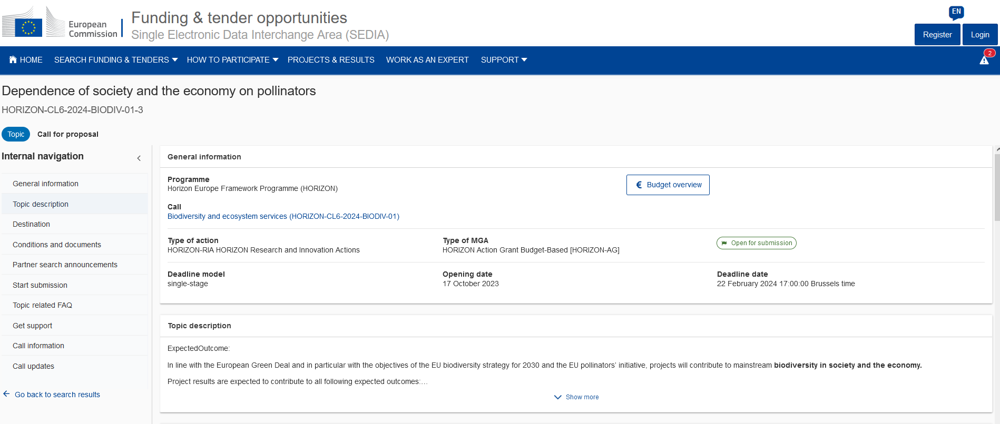 European
Commission
Funding & tender opportunities
Single Electronic Data Interchange Area (SEDIA)
EN
Register
Login
HOME
SEARCH FUNDING & TENDERS
HOW TO PARTICIPATE
PROJECTS & RESULTS
WORK AS AN EXPERT
SUPPORT
2
Dependence of society and the economy on pollinators
HORIZON-CL6-2024-BIODIV-01-3
Topic
Call for proposal
Internal navigation
General information
Topic description
Destination
Conditions and documents
Partner search announcements
Start submission
Topic related FAQ
Get support
Call information
Call updates
Go back to search results
General information
Programme
Horizon Europe Framework Programme (HORIZON)
€ Budget overview
Call
Biodiversity and ecosystem services (HORIZON-CL6-2024-BIODIV-01)
Type of action
HORIZON-RIA HORIZON Research and Innovation Actions
Type of MGA
HORIZON Action Grant Budget-Based [HORIZON-AG]
Open for submission
Deadline model
single-stage
Opening date
17 October 2023
Deadline date
22 February 2024 17:00:00 Brussels time
Topic description
ExpectedOutcome:
In line with the European Green Deal and in particular with the objectives of the EU biodiversity strategy for 2030 and the EU pollinators' initiative, projects will contribute to mainstream biodiversity in society and the economy.
Project results are expected to contribute to all following expected outcomes:…
Show more